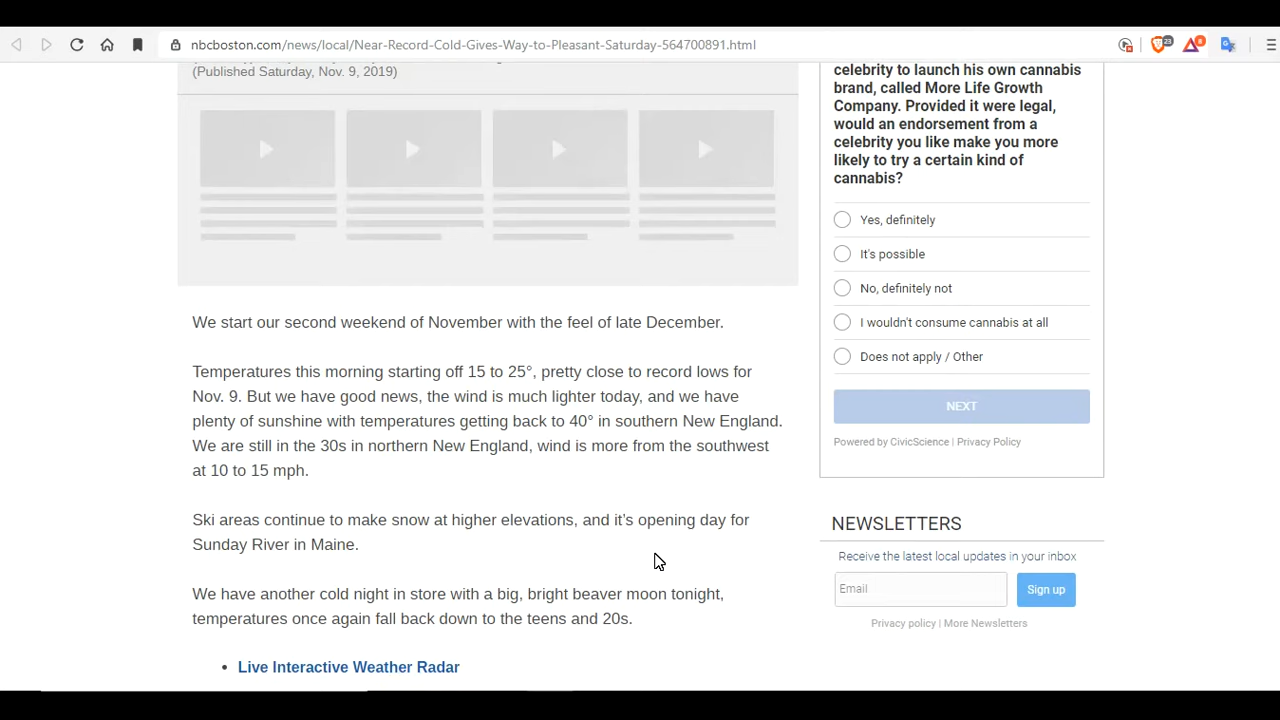 nbcboston.com/news/local/Near-Record-Cold-Gives-Way-to-Pleasant-Saturday-564700891.html
23
8
(Published Saturday, Nov. 9, 2019)
We start our second weekend of November with the feel of late December.
Temperatures this morning starting off 15 to 25°, pretty close to record lows for
Nov. 9. But we have good news, the wind is much lighter today, and we have
plenty of sunshine with temperatures getting back to 40° in southern New England.
We are still in the 30s in northern New England, wind is more from the southwest
at 10 to 15 mph.
Ski areas continue to make snow at higher elevations, and it's opening day for
Sunday River in Maine.
We have another cold night in store with a big, bright beaver moon tonight,
temperatures once again fall back down to the teens and 20s.
• Live Interactive Weather Radar
celebrity to launch his own cannabis
brand, called More Life Growth
Company. Provided it were legal,
would an endorsement from a
celebrity you like make you more
likely to try a certain kind of
cannabis?
Yes, definitely
It's possible
No, definitely not
I wouldn't consume cannabis at all
Does not apply / Other
NEXT
Powered by CivicScience | Privacy Policy
NEWSLETTERS
Receive the latest local updates in your inbox
Email
Sign up
Privacy policy | More Newsletters